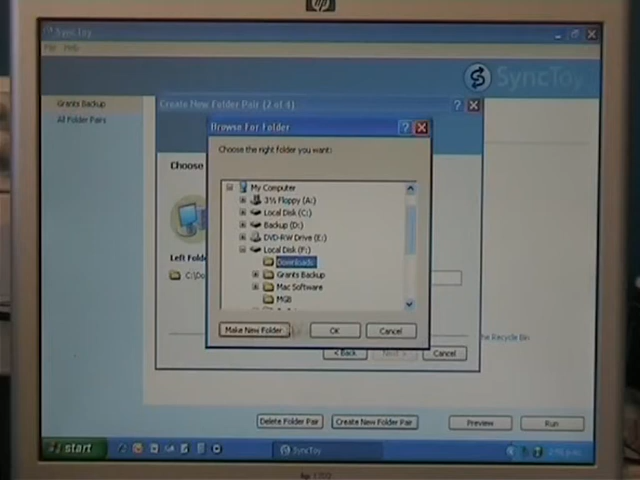 hp
SyncToy
File Help
SyncToy
Grants Backup
All Folder Pairs
Create New Folder Pair (2 of 4)
Browse For Folder
Choose the right folder you want:
Choose
My Computer
3½ Floppy (A:)
Local Disk (C:)
Backup (D:)
DVD-RW Drive (E:)
Local Disk (F:)
Downloads
Grants Backup
Mac Software
MGB
Left Folder
C:\Do
Make New Folder
OK
Cancel
the Recycle Bin
< Back
Next >
Cancel
Delete Folder Pair
Create New Folder Pair
Preview
Run
start
SyncToy